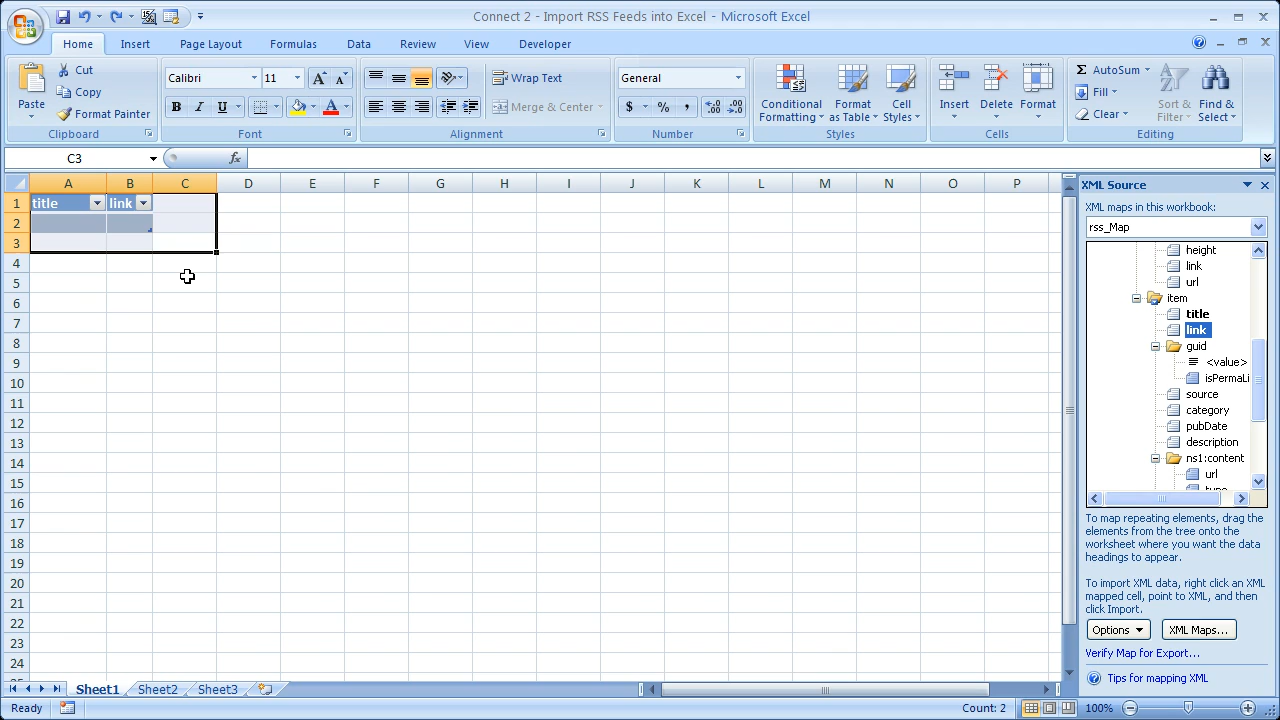 Connect 2 - Import RSS Feeds into Excel - Microsoft Excel
Home Insert Page Layout Formulas Data Review View Developer
Paste
Cut
Copy
Format Painter
Clipboard
Calibri 11
B I U
Font
Wrap Text
Merge & Center
Alignment
General
$ % ,
Number
Conditional Formatting
Format as Table
Cell Styles
Styles
Insert Delete Format
Cells
AutoSum
Fill
Clear
Sort & Filter
Find & Select
Editing
C3
fx
A B C D E F G H I J K L M N O P
1 title link
2
3
4
5
6
7
8
9
10
11
12
13
14
15
16
17
18
19
20
21
22
23
24
XML Source
XML maps in this workbook:
rss_Map
height
link
url
item
title
link
guid
<value>
isPermaLi
source
category
pubDate
description
ns1:content
url
To map repeating elements, drag the
elements from the tree onto the
worksheet where you want the data
headings to appear.
To import XML data, right click an XML
mapped cell, point to XML, and then
click Import.
Options XML Maps...
Verify Map for Export...
Tips for mapping XML
Sheet1 Sheet2 Sheet3
Ready Count: 2 100%